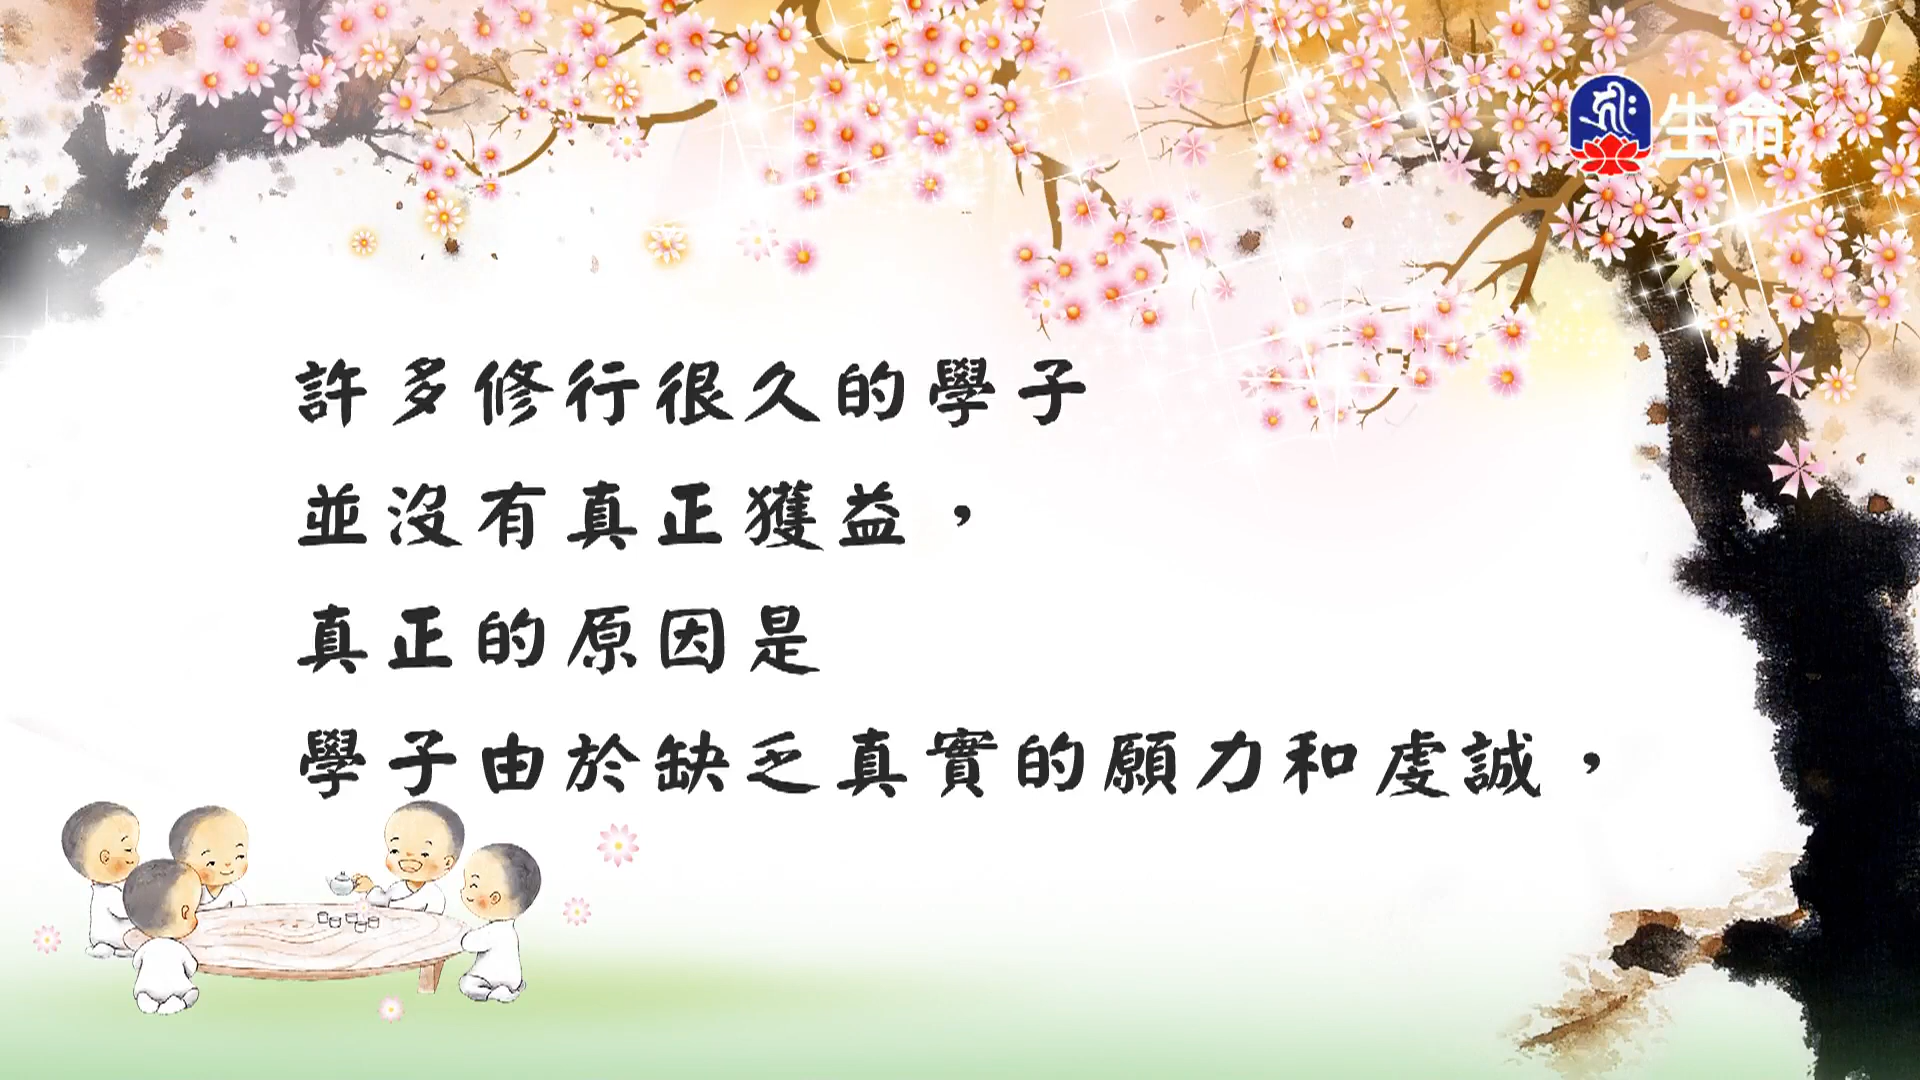 生命
許多修行很久的學子
並沒有真正獲益，
真正的原因是
學子由於缺乏真實的願力和虔誠，